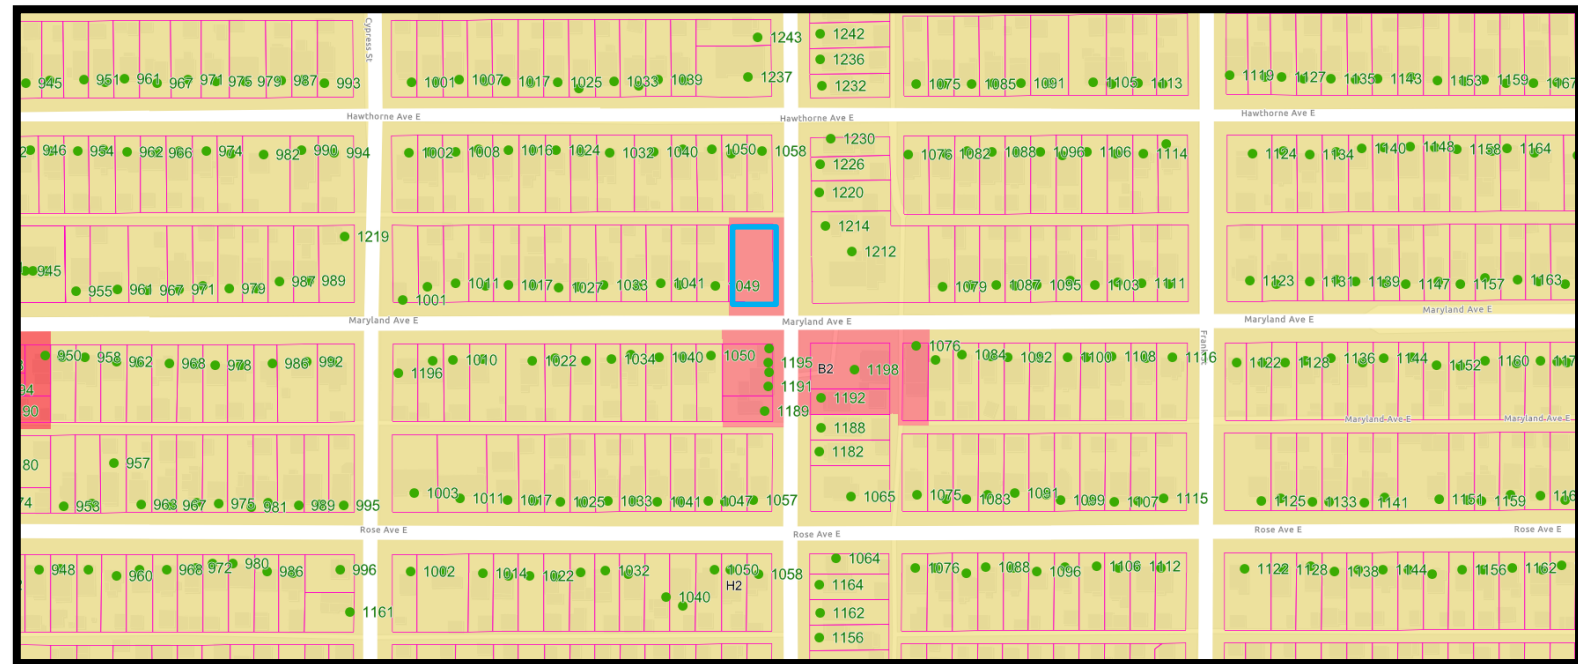 Cypress St.
1243
1242
1236
1232
1237
945 951 961 967 971 975 979 987 993
1001 1007 1017 1025 1033 1039
1075 1085 1091 1105 1113
1119 1127 1135 1143 1153 1159 1167
Hawthorne Ave E
Hawthorne Ave E
Hawthorne Ave E
1230
946 954 962 966 974 982 990 994
1002 1008 1016 1024 1032 1040 1050 1058
1226
1076 1082 1088 1096 1106 1114
1124 1134 1140 1148 1158 1164
1220
1219
1214
1212
945
955 961 967 971 979 987 989
1001 1011 1017 1027 1033 1041 049
1079 1087 1095 1103 1111
1123 1131 1139 1147 1157 1163
Maryland Ave E
Maryland Ave E
Maryland Ave E
Maryland Ave E
950 958 962 968 978 986 992
1196 1034 1040 1050
1022
1195
1191
1189
B2
1198
1192
1076 1084 1092 1100 1108 1116
1122 1128 1136 1144 1152 1160
94
90
Maryland Ave E
Maryland Ave E
1188
1182
80
74
957
953 963 967 975 981 989 995
1003 1011 1017 1025 1033 1041 1047 1057
1065
1075 1083 1091 1099 1107 1115
1125 1133 1141 1151 1159
Rose Ave E
Rose Ave E
Rose Ave E
Rose Ave E
948 960 968 972 980 986 996
1002 1014 1022 1032 1040 1050 1058
H2
1064
1164
1162
1156
1076 1088 1096 1106 1112
1122 1128 1138 1144 1156 1162
1161